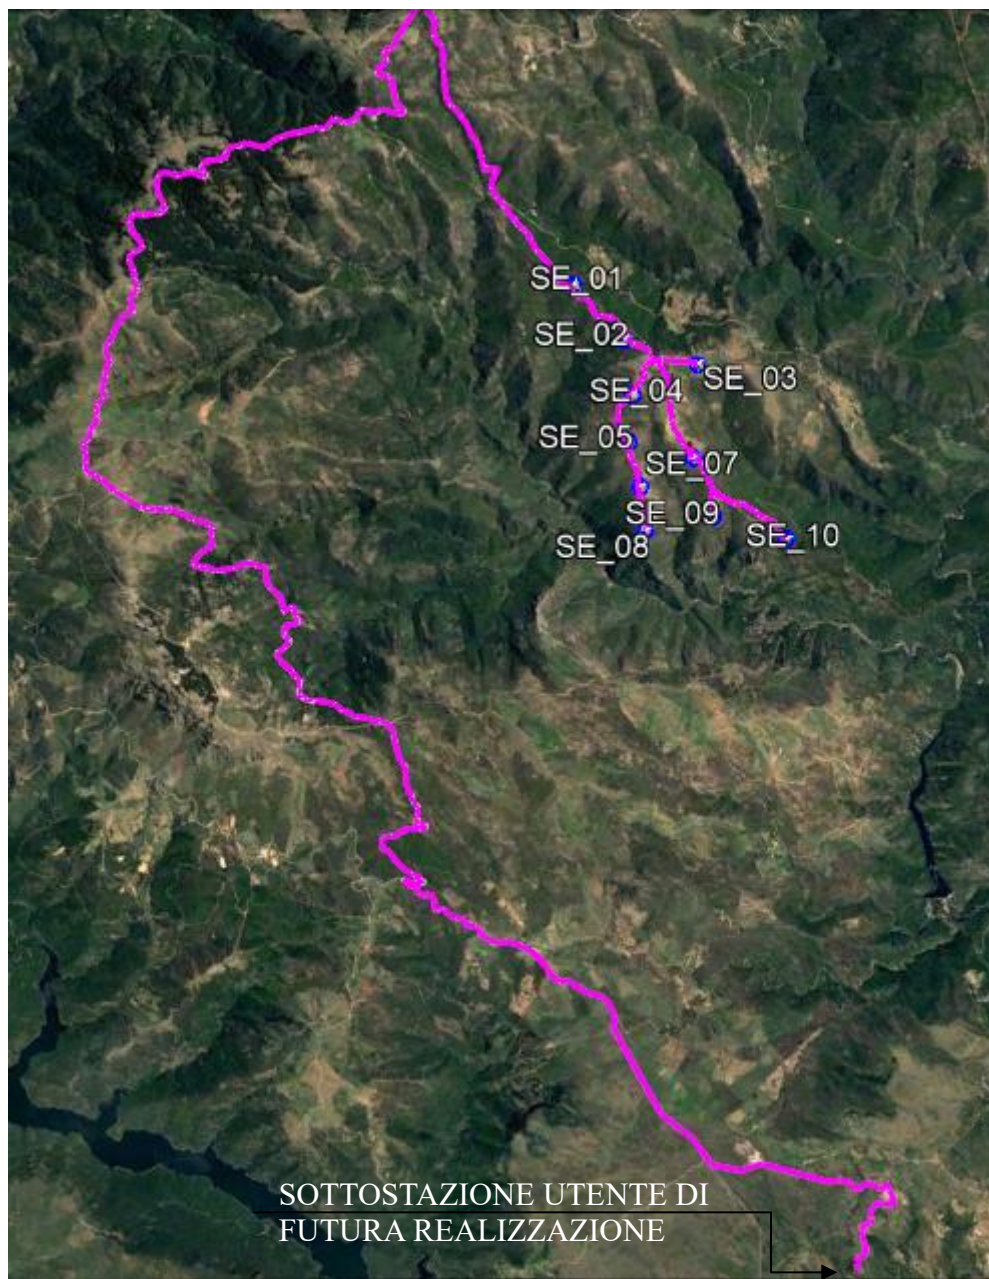 SE_01
SE_02
SE_03
SE_04
SE_05
SE_07
SE_09
SE_08
SE_10
SOTTOSTAZIONE UTENTE DI
FUTURA REALIZZAZIONE